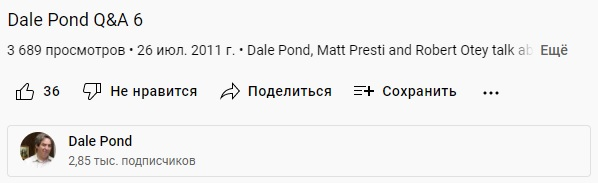 Dale Pond Q&A 6
3 689 просмотров • 26 июл. 2011 г. • Dale Pond, Matt Presti and Robert Otey talk ab Ещё
36 Не нравится Поделиться Сохранить ...
Dale Pond
2,85 тыс. подписчиков